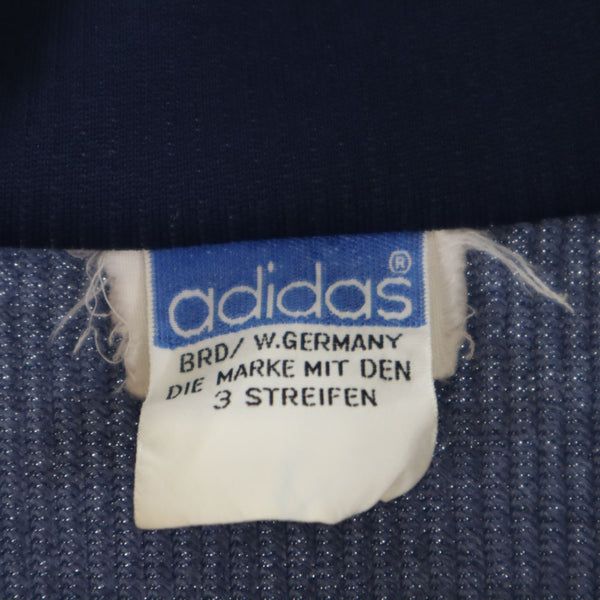 adidas®
BRD/ W.GERMANY
DIE MARKE MIT DEN
3 STREIFEN